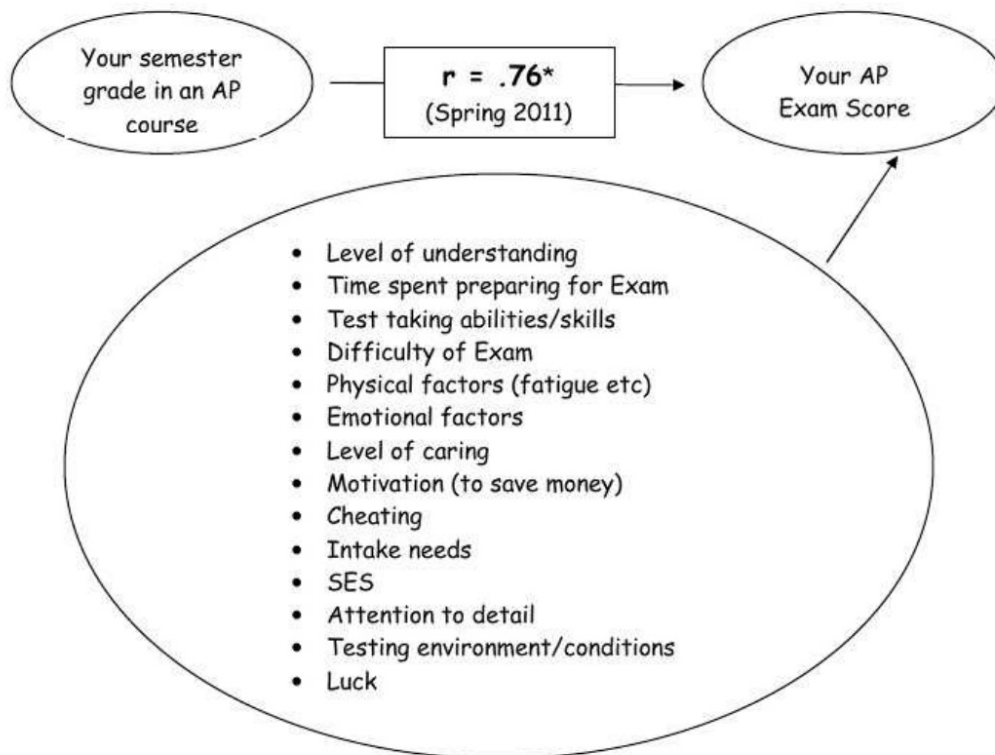 Your semester
grade in an AP
course
r = .76*
(Spring 2011)
Your AP
Exam Score
• Level of understanding
• Time spent preparing for Exam
• Test taking abilities/skills
• Difficulty of Exam
• Physical factors (fatigue etc)
• Emotional factors
• Level of caring
• Motivation (to save money)
• Cheating
• Intake needs
• SES
• Attention to detail
• Testing environment/conditions
• Luck